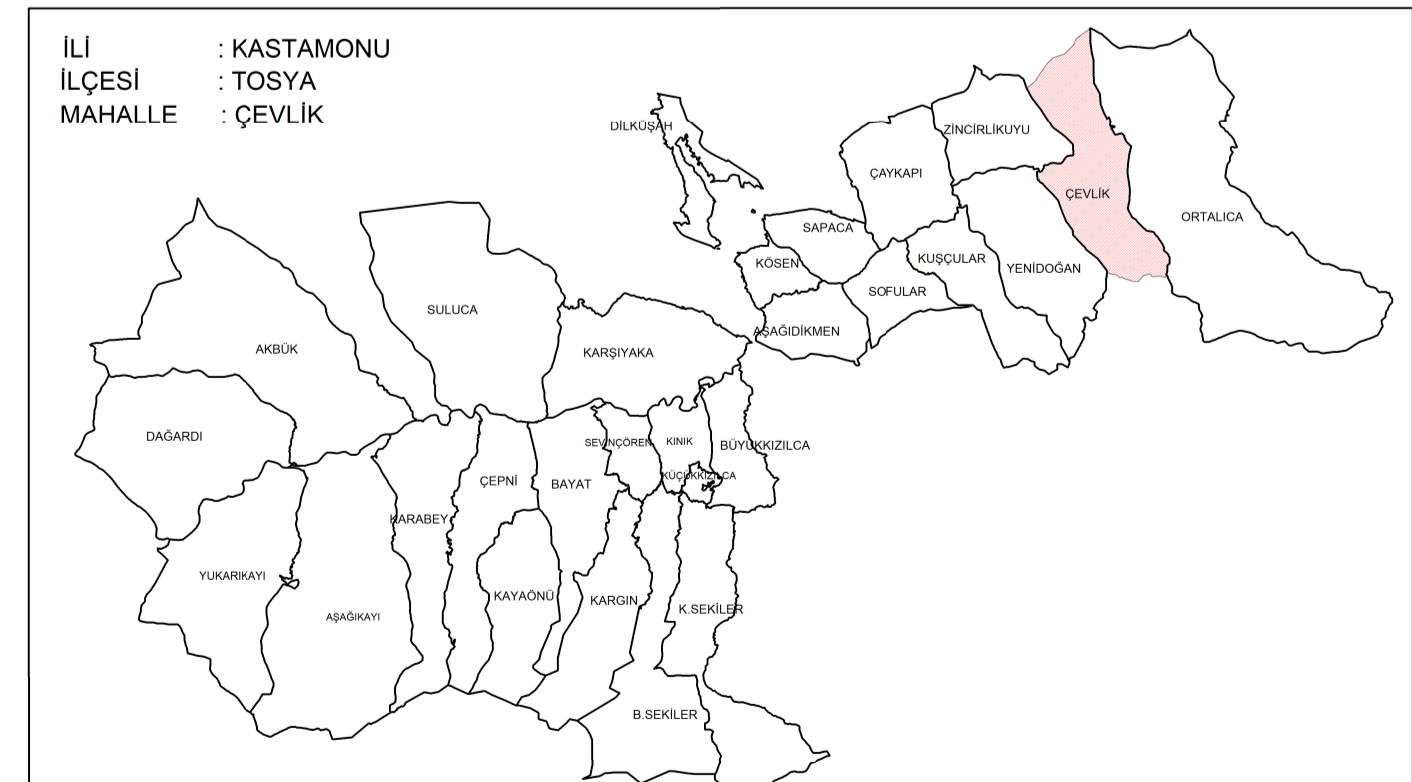 İLİ : KASTAMONU
İLÇESİ : TOSYA
MAHALLE : ÇEVLİK
DİLKÜŞAH
ZİNCİRLİKUYU
ÇAYKAPI
ÇEVLİK
ORTALICA
SAPACA
KÖSEN
KUŞÇULAR
YENİDOĞAN
SOFULAR
AŞAĞIDİKMEN
SULUCA
AKBÜK
KARŞIYAKA
DAĞARDI
SEVİNÇÖREN
KINIK
BÜYÜKKIZILCA
ÇEPNİ
BAYAT
KÜÇÜKKIZILCA
KARABEY
YUKARIKAYI
KAYAÖNÜ
KARGIN
K.SEKİLER
AŞAĞIKAYI
B.SEKİLER